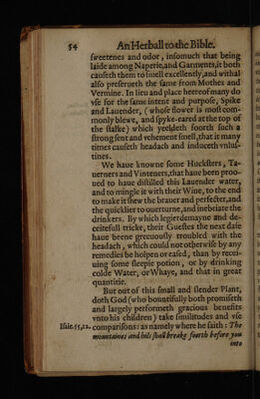 54 An Herball to the Bible.
sweetenes and odor, insomuch that being
laide among Naperie, and Garments, it both
causeth them to smell excellently, and withal
also preserueth the same from Mothes and
Vermine. In lieu and place heereof many do
vse for the same intent and purpose, Spike
and Lauender, (whose flower is most com-
monly blewe, and spyke-eared at the top of
the stalke) which yeeldeth foorth such a
strong sent and vehement smell, that it many
times causeth headach and induceth
We haue knowne some Hucksters, Ta-
uerners and Vinteners, that haue been proo-
ued to haue distilled this Lauender water,
and to mingle it with their Wine, to the end
to make it shew the brauer and perfecter, and
the quicklier to ouerturne, and inebriate the
drinkers. By which legierdemayne and de-
ceitefull tricke, their Guestes the next date
haue beene greeuously troubled with the
headach, which could not otherwise by any
remedies be holpen or eased, than by recei-
uing some sleepie potion, or by drinking
colde Water, or Whaye, and that in great
quantitie.
But out of this small and slender Plant,
doth God (who bountifully both promiseth
and largely performeth gracious benefits
vnto his children) take similitudes and vse
Isaie.55,12. comparisons: as namely where he saith: The
mountaines and hils shall breake foorth before you
into